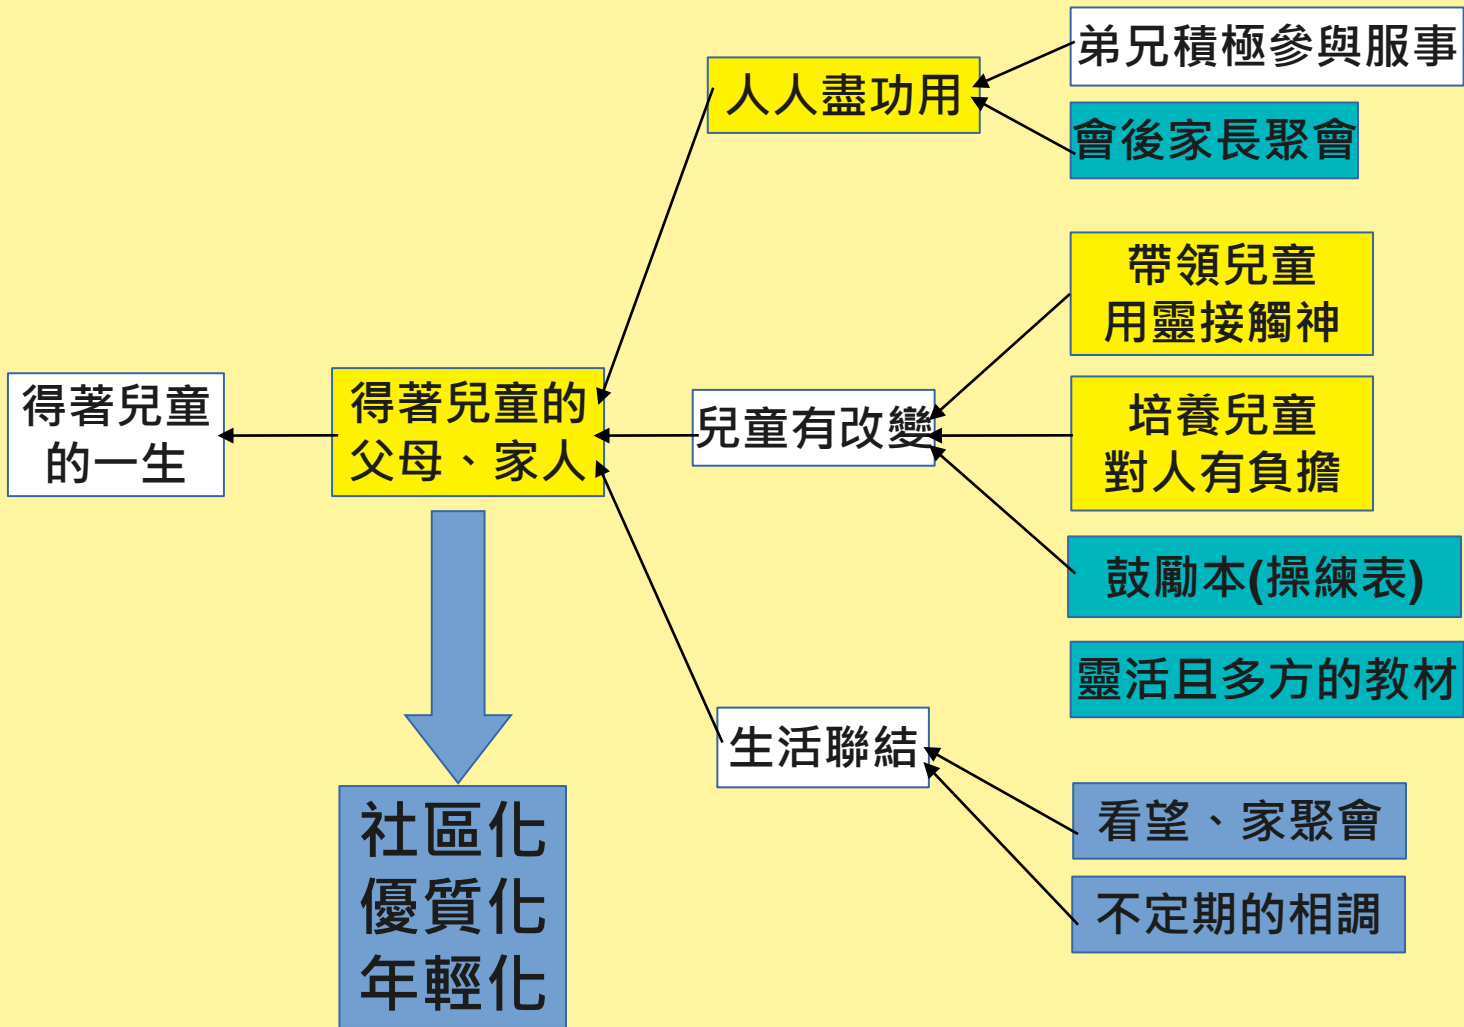 弟兄積極參與服事
人人盡功用
會後家長聚會
帶領兒童
用靈接觸神
得著兒童
的一生
得著兒童的
父母、家人
兒童有改變
培養兒童
對人有負擔
鼓勵本(操練表)
靈活且多方的教材
生活聯結
社區化
優質化
年輕化
看望、家聚會
不定期的相調